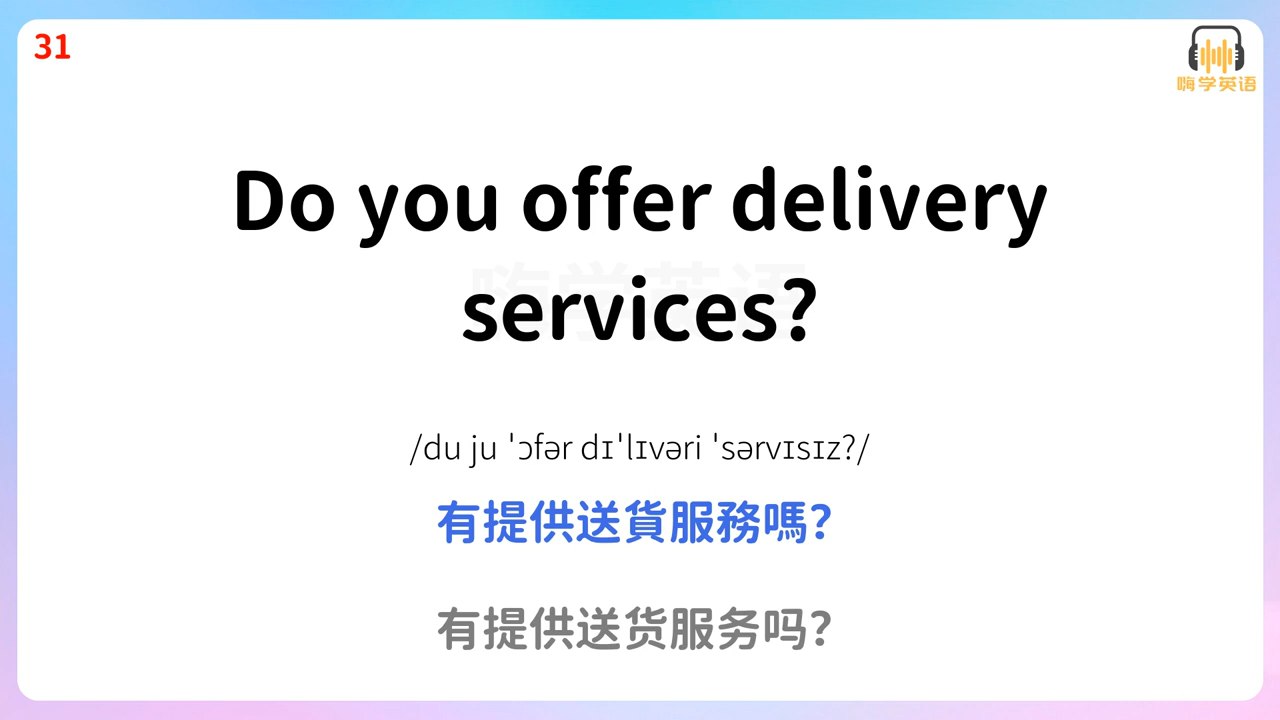 31
嗨学英语
Do you offer delivery
services?
/du ju ˈɔfər dɪˈlɪvəri ˈsərvɪsɪz?/
有提供送貨服務嗎？
有提供送货服务吗？